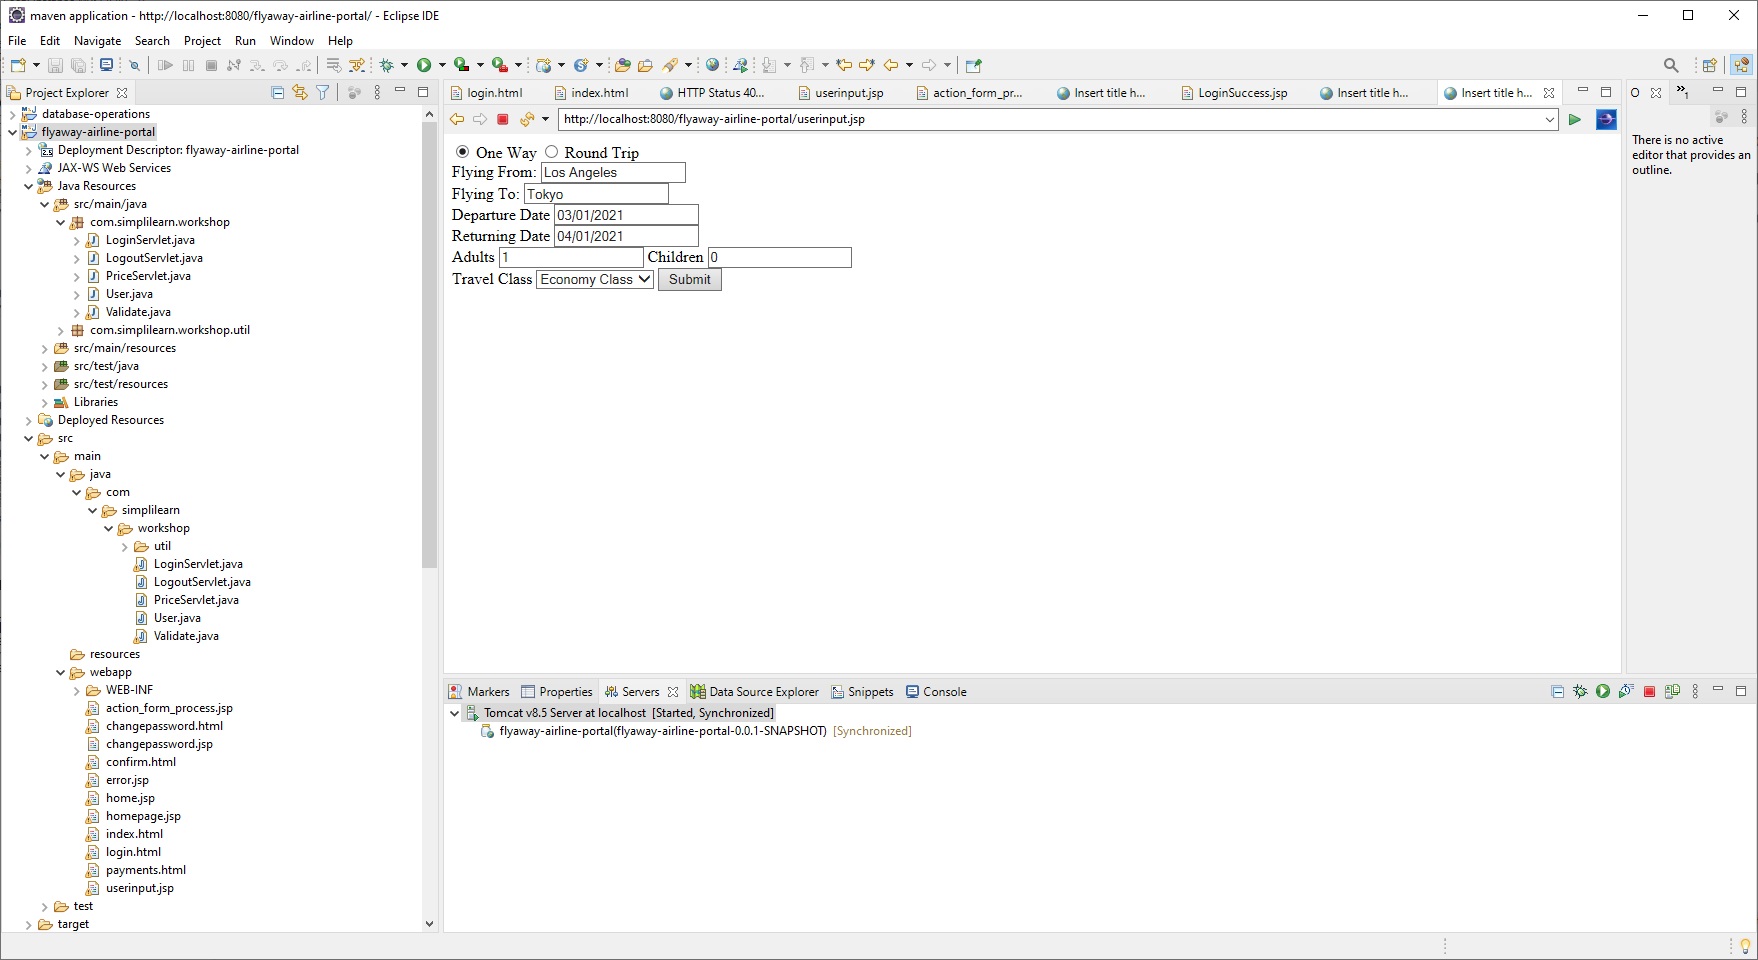 maven application - http://localhost:8080/flyaway-airline-portal/ - Eclipse IDE
File Edit Navigate Search Project Run Window Help
Project Explorer
database-operations
flyaway-airline-portal
Deployment Descriptor: flyaway-airline-portal
JAX-WS Web Services
Java Resources
src/main/java
com.simplilearn.workshop
LoginServlet.java
LogoutServlet.java
PriceServlet.java
User.java
Validate.java
com.simplilearn.workshop.util
src/main/resources
src/test/java
src/test/resources
Libraries
Deployed Resources
src
main
java
com
simplilearn
workshop
util
LoginServlet.java
LogoutServlet.java
PriceServlet.java
User.java
Validate.java
resources
webapp
WEB-INF
action_form_process.jsp
changepassword.html
changepassword.jsp
confirm.html
error.jsp
home.jsp
homepage.jsp
index.html
login.html
payments.html
userinput.jsp
test
target
login.html index.html HTTP Status 40... userinput.jsp action_form_pr... Insert title h... LoginSuccess.jsp Insert title h... Insert title h...
http://localhost:8080/flyaway-airline-portal/userinput.jsp
One Way Round Trip
Flying From: Los Angeles
Flying To: Tokyo
Departure Date 03/01/2021
Returning Date 04/01/2021
Adults 1 Children 0
Travel Class Economy Class Submit
O »1
There is no active
editor that provides an
outline.
Markers Properties Servers Data Source Explorer Snippets Console
Tomcat v8.5 Server at localhost [Started, Synchronized]
flyaway-airline-portal(flyaway-airline-portal-0.0.1-SNAPSHOT) [Synchronized]